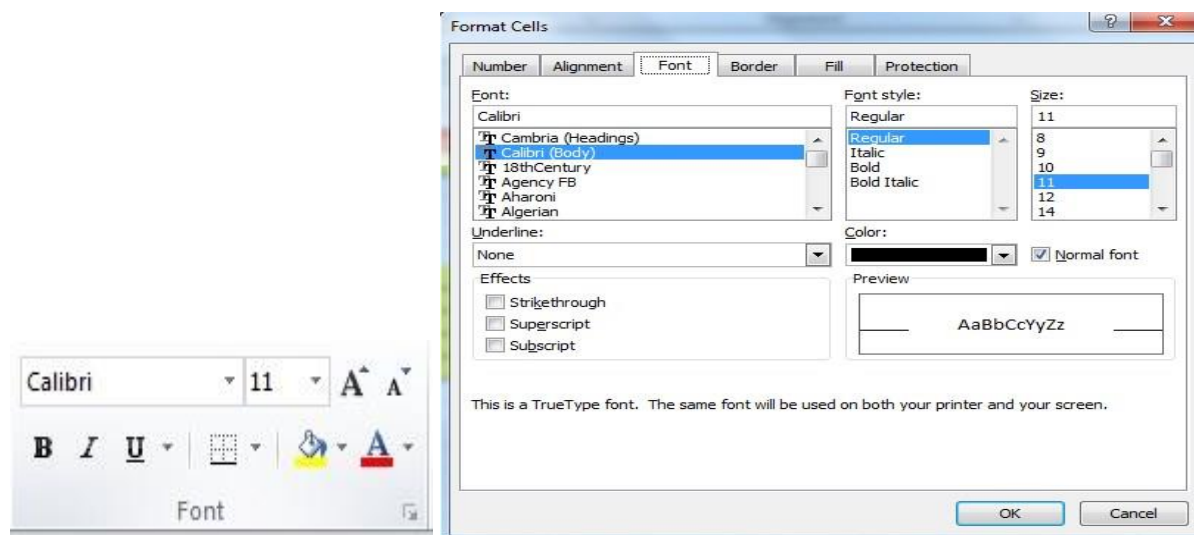 Format Cells
Number Alignment Font Border Fill Protection
Font: Font style: Size:
Calibri Regular 11
Cambria (Headings) Regular 8
Calibri (Body) Italic 9
18thCentury Bold 10
Agency FB Bold Italic 11
Aharoni 12
Algerian 14
Underline: Color:
None Normal font
Effects Preview
Strikethrough
Superscript AaBbCcYyZz
Subscript
This is a TrueType font. The same font will be used on both your printer and your screen.
OK Cancel
Calibri 11 A A
B I U A
Font